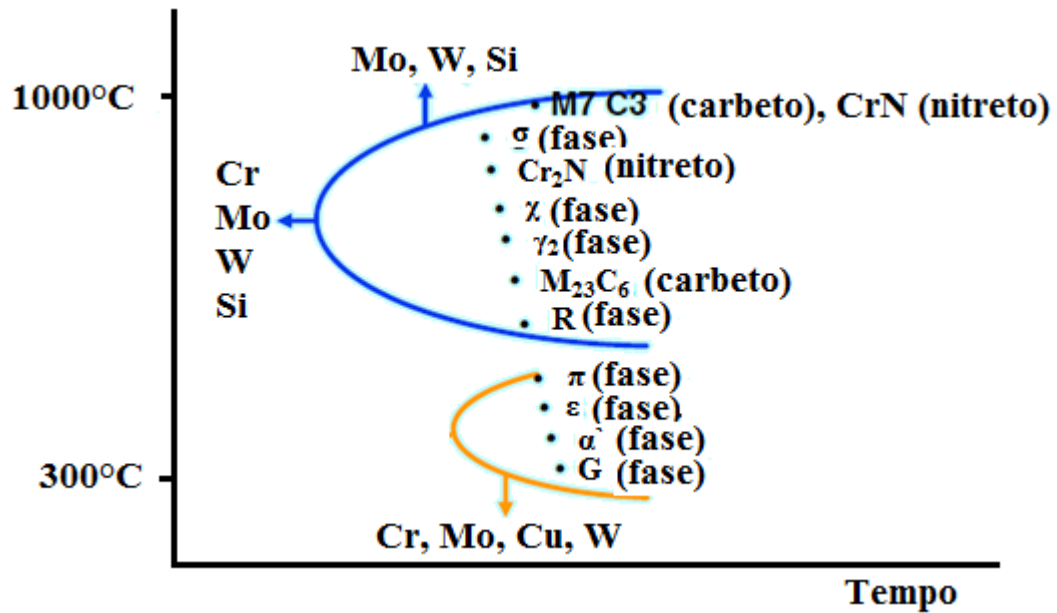 Mo, W, Si
1000°C
M7 C3 (carbeto), CrN (nitreto)
σ (fase)
Cr₂N (nitreto)
Cr
Mo
W
Si
χ (fase)
γ₂ (fase)
M₂₃C₆ (carbeto)
R (fase)
π (fase)
ε (fase)
α` (fase)
G (fase)
300°C
Cr, Mo, Cu, W
Tempo